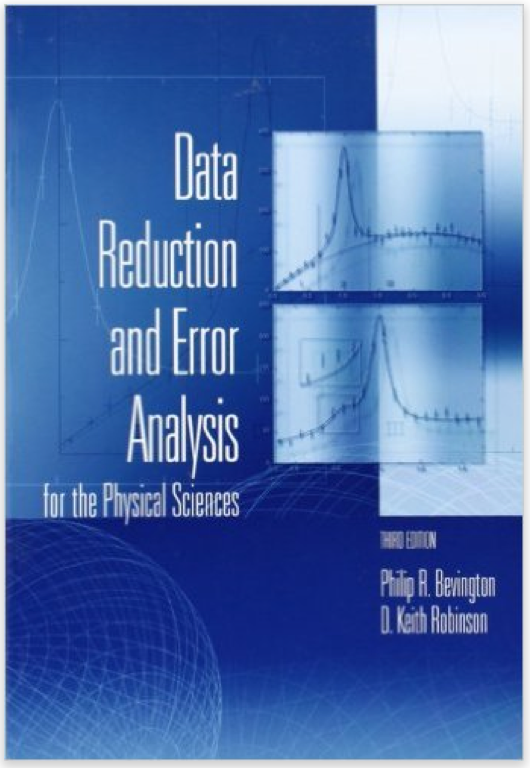 Data
Reduction
and Error
Analysis
for the Physical Sciences
THIRD EDITION
Philip R. Bevington
D. Keith Robinson